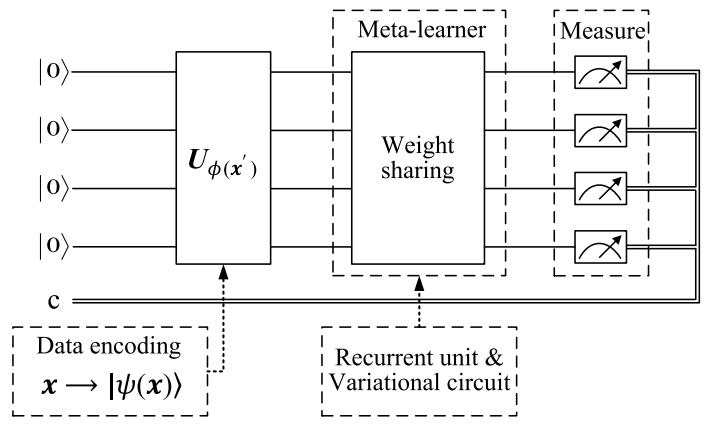 Meta-learner
Measure
|0⟩
|0⟩
|0⟩
|0⟩
U_ϕ(x′)
Weight
sharing
c
Data encoding
x → |ψ(x)⟩
Recurrent unit &
Variational circuit